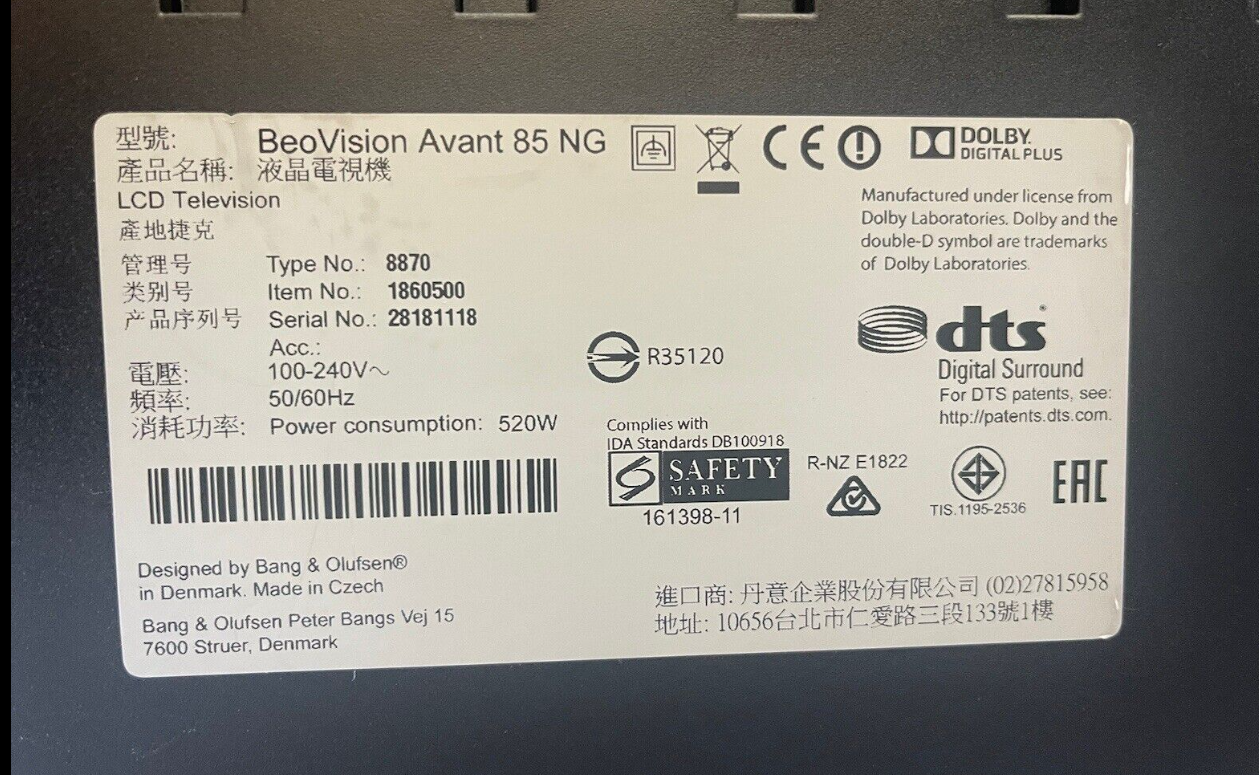 型號: BeoVision Avant 85 NG
產品名稱: 液晶電視機
LCD Television
產地捷克
管理号 Type No.: 8870
类别号 Item No.: 1860500
产品序列号 Serial No.: 28181118
Acc.:
電壓: 100-240V～
頻率: 50/60Hz
消耗功率: Power consumption: 520W
Designed by Bang & Olufsen®
in Denmark. Made in Czech
Bang & Olufsen Peter Bangs Vej 15
7600 Struer, Denmark
CE
DOLBY.
DIGITAL PLUS
Manufactured under license from
Dolby Laboratories. Dolby and the
double-D symbol are trademarks
of Dolby Laboratories.
dts
Digital Surround
For DTS patents, see:
http://patents.dts.com.
R35120
Complies with
IDA Standards DB100918
SAFETY
MARK
161398-11
R-NZ E1822
TIS.1195-2536
EAC
進口商: 丹意企業股份有限公司 (02)27815958
地址: 10656台北市仁愛路三段133號1樓